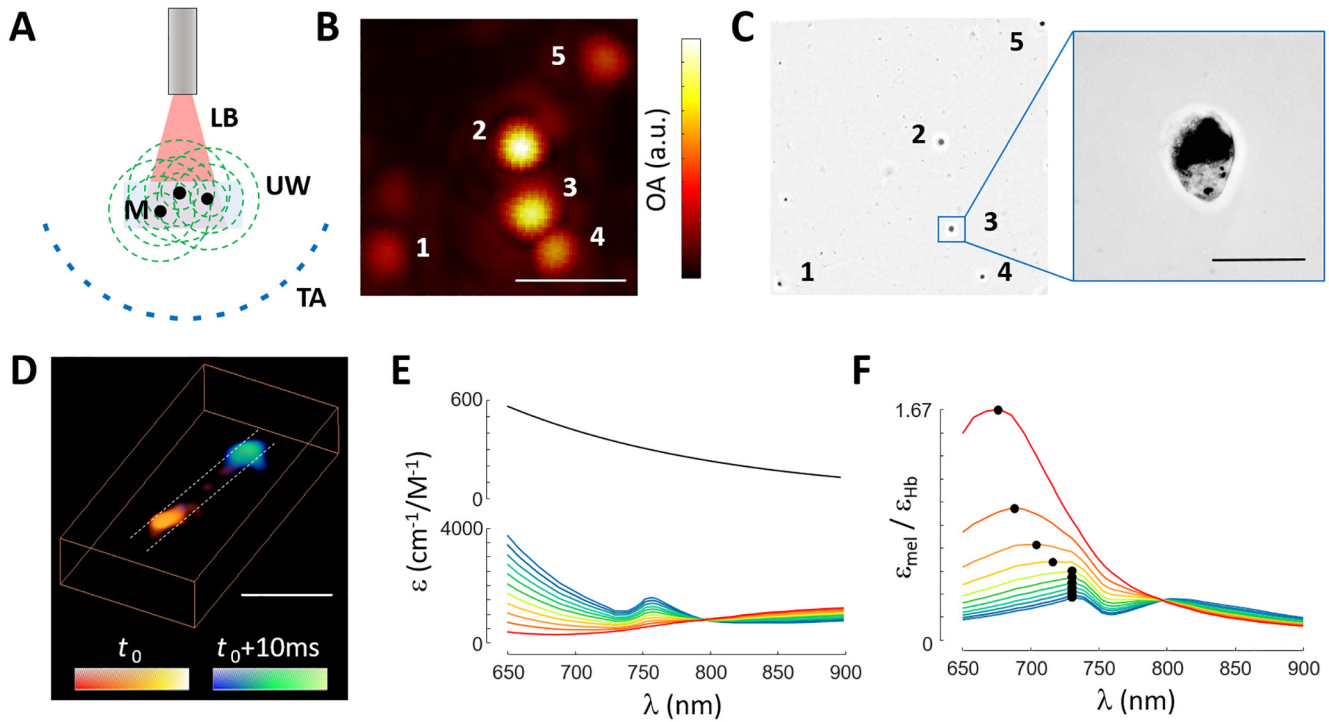 A
LB
UW
M
TA
B
5
2
3
4
1
OA (a.u.)
C
5
2
3
1
4
D
t₀
t₀+10ms
E
600
0
4000
0
ε (cm⁻¹/M⁻¹)
650 700 750 800 850 900
λ (nm)
F
1.67
0
εmel / εHb
650 700 750 800 850 900
λ (nm)